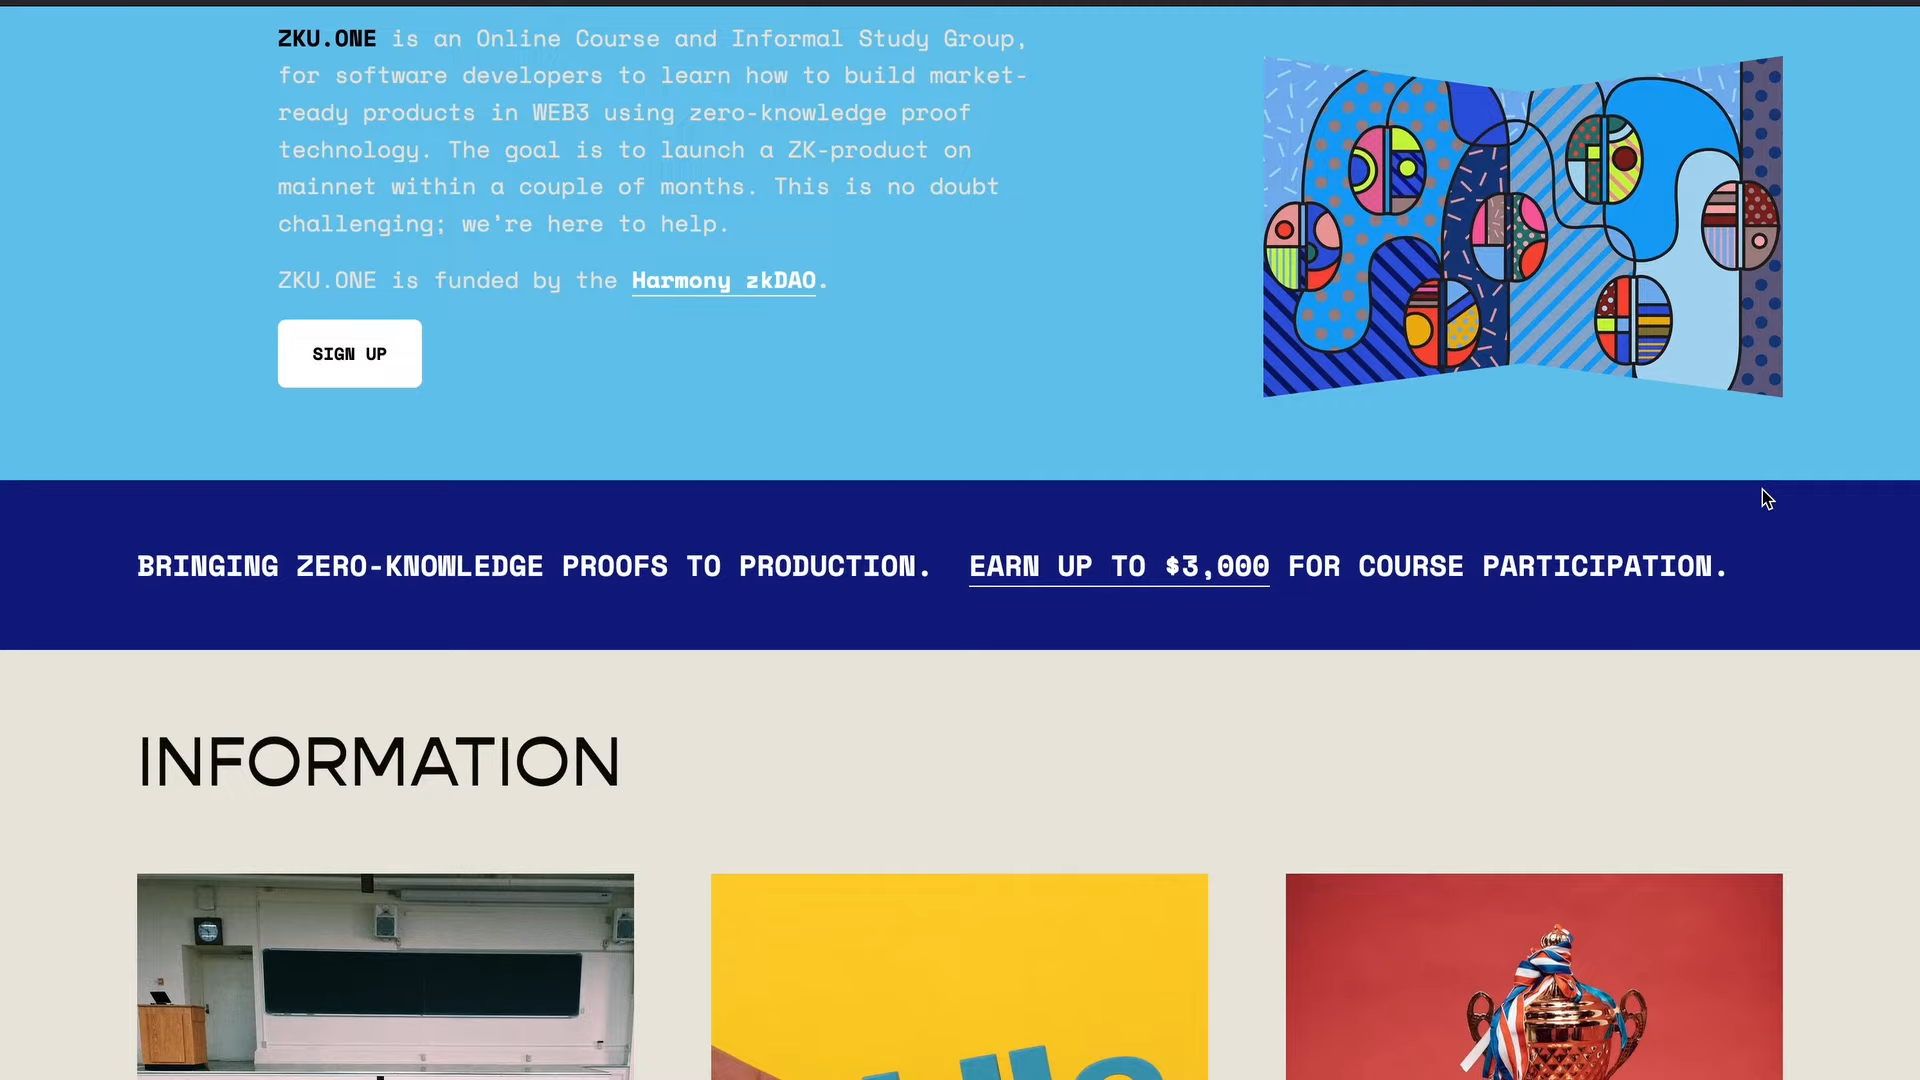 ZKU.ONE is an Online Course and Informal Study Group,
for software developers to learn how to build market-
ready products in WEB3 using zero-knowledge proof
technology. The goal is to launch a ZK-product on
mainnet within a couple of months. This is no doubt
challenging; we're here to help.
ZKU.ONE is funded by the Harmony zkDAO.
SIGN UP
BRINGING ZERO-KNOWLEDGE PROOFS TO PRODUCTION. EARN UP TO $3,000 FOR COURSE PARTICIPATION.
INFORMATION